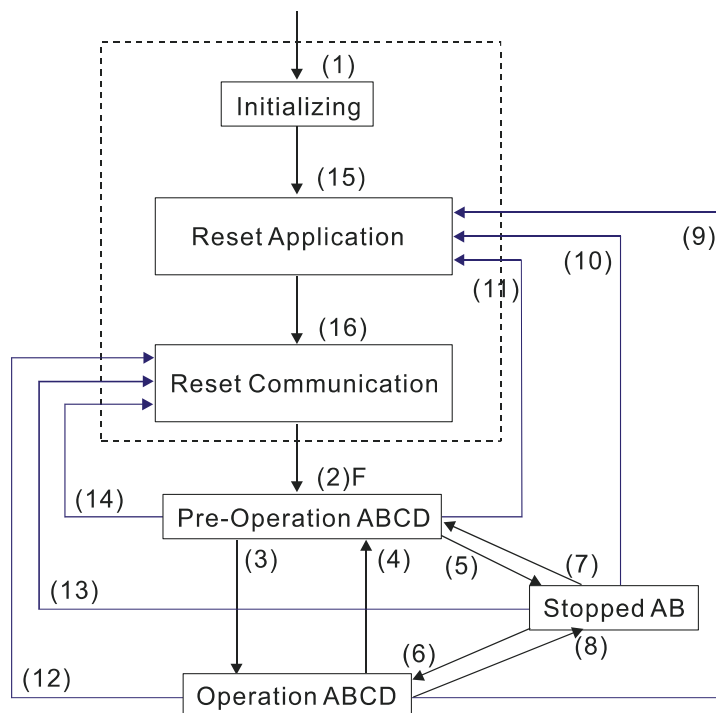 (1)
Initializing
(15)
Reset Application
(9)
(10)
(11)
(16)
Reset Communication
(2)F
(14)
Pre-Operation ABCD
(3)
(4)
(5)
(7)
(13)
Stopped AB
(6)
(8)
(12)
Operation ABCD